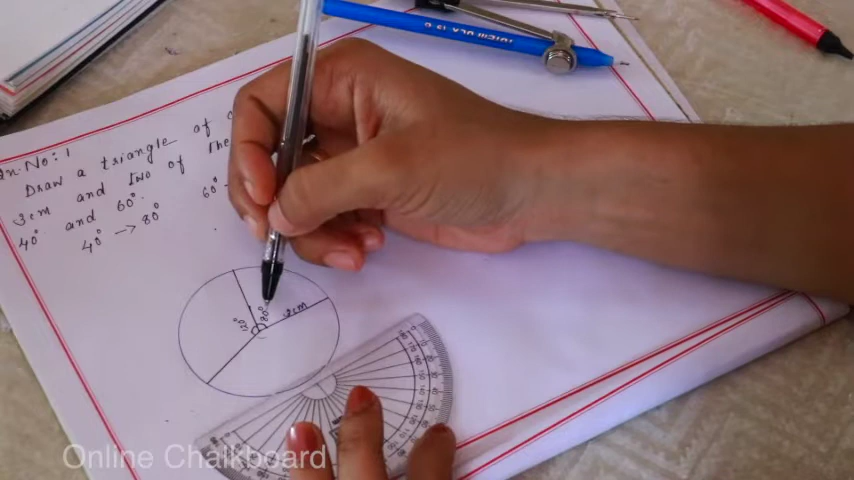 Qn.No: 1
Draw a triangle of
3cm and two of the
40° and 60°.
40° → 80° 60°
120° 80° 3cm
Online Chalkboard